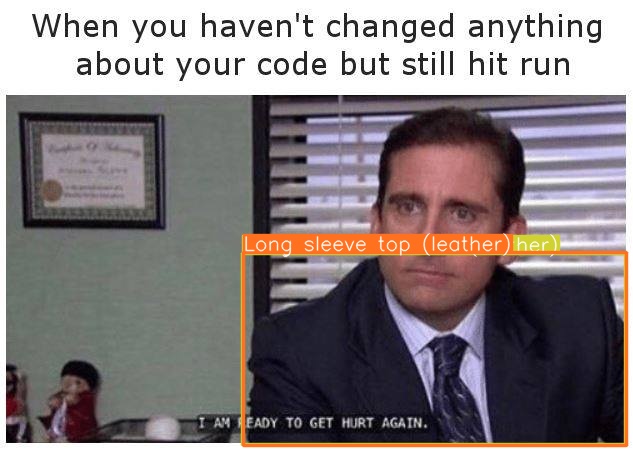 When you haven't changed anything
about your code but still hit run
Long sleeve top (leather)
her)
I AM READY TO GET HURT AGAIN.